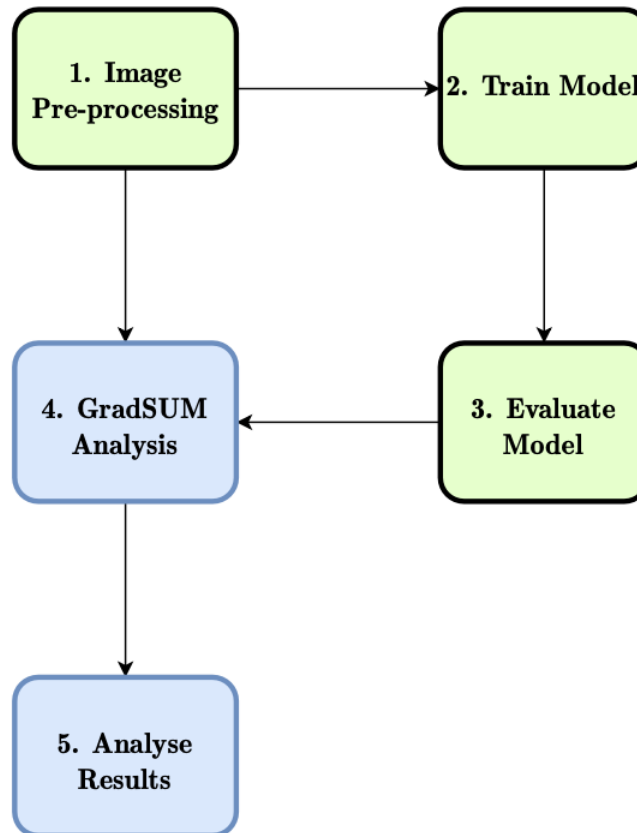 1. Image
Pre-processing
2. Train Model
4. GradSUM
Analysis
3. Evaluate
Model
5. Analyse
Results